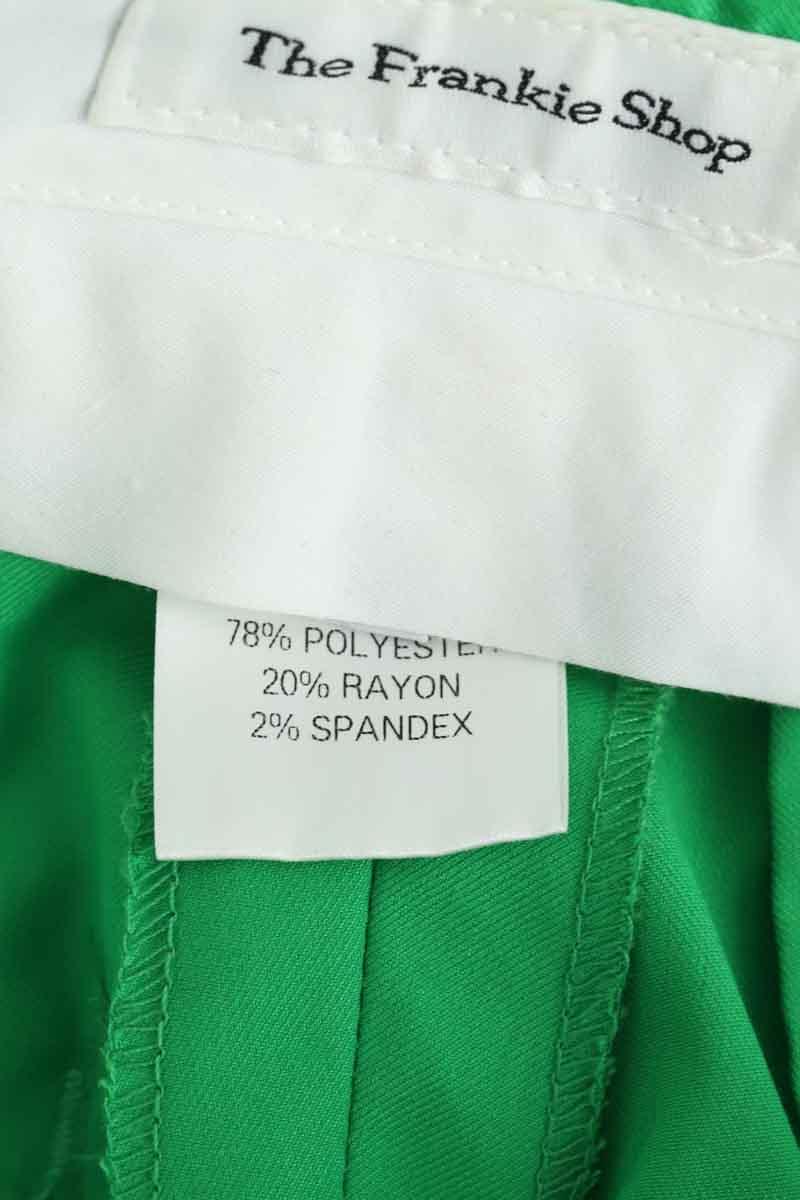 The Frankie Shop
78% POLYESTER
20% RAYON
2% SPANDEX